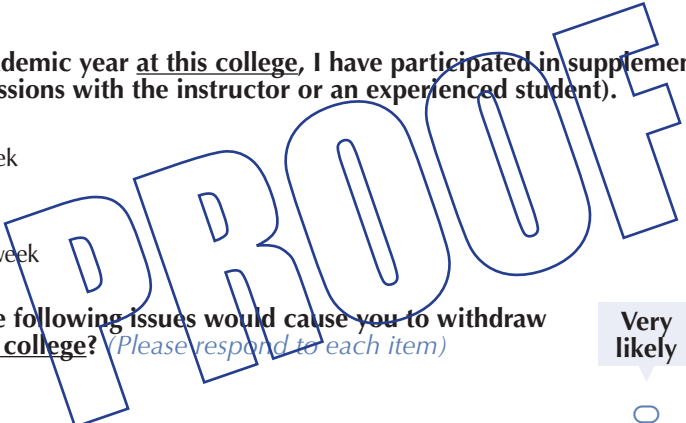 demic year at this college, I have participated in supplemen
ssions with the instructor or an experienced student).
ek
week
e following issues would cause you to withdraw
college? (Please respond to each item)
Very
likely
PROOF